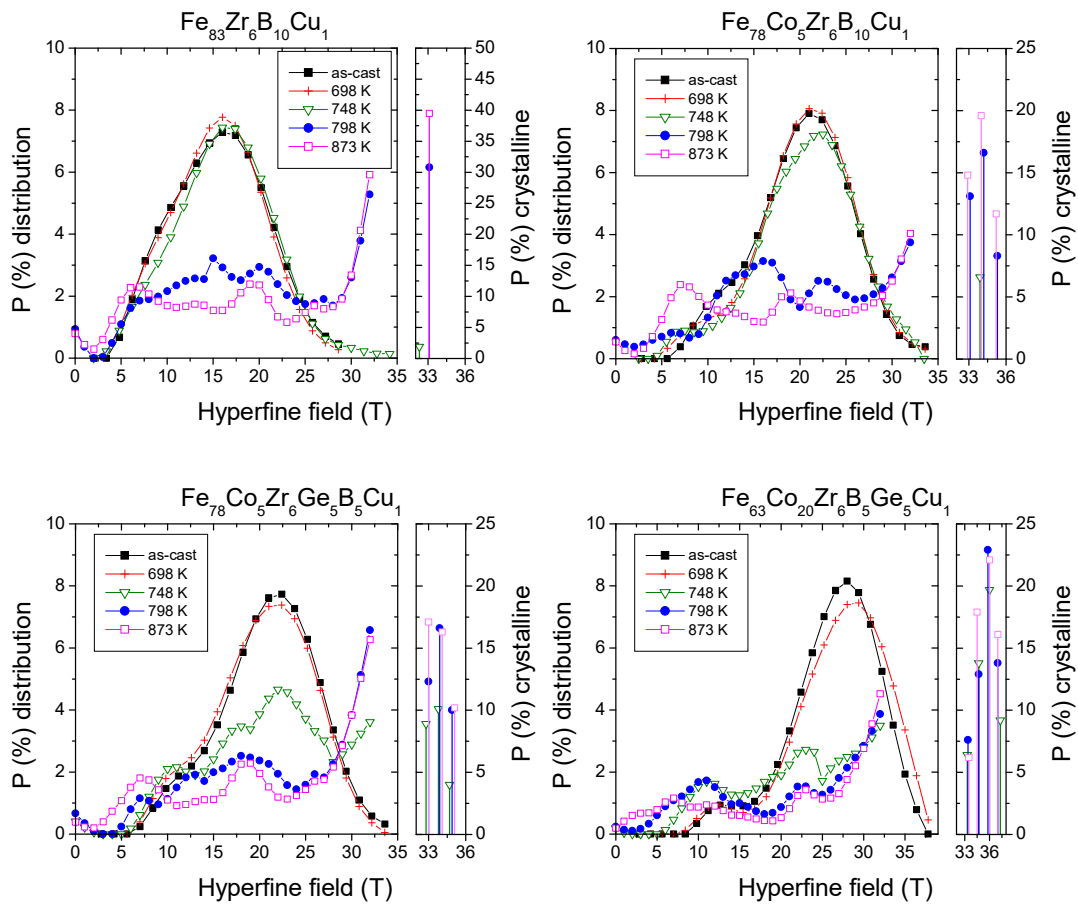 Fe83Zr6B10Cu1
P (%) distribution
10
8
6
4
2
0
as-cast
698 K
748 K
798 K
873 K
50
45
40
35
30
25
20
15
10
5
0
P (%) crystalline
0 5 10 15 20 25 30 35
33 36
Hyperfine field (T)
Fe78Co5Zr6B10Cu1
P (%) distribution
10
8
6
4
2
0
as-cast
698 K
748 K
798 K
873 K
25
20
15
10
5
0
P (%) crystalline
0 5 10 15 20 25 30 35
33 36
Hyperfine field (T)
Fe78Co5Zr6Ge5B5Cu1
P (%) distribution
10
8
6
4
2
0
as-cast
698 K
748 K
798 K
873 K
25
20
15
10
5
0
P (%) crystalline
0 5 10 15 20 25 30 35
33 36
Hyperfine field (T)
Fe63Co20Zr6B5Ge5Cu1
P (%) distribution
10
8
6
4
2
0
as-cast
698 K
748 K
798 K
873 K
25
20
15
10
5
0
P (%) crystalline
0 5 10 15 20 25 30 35
33 36
Hyperfine field (T)